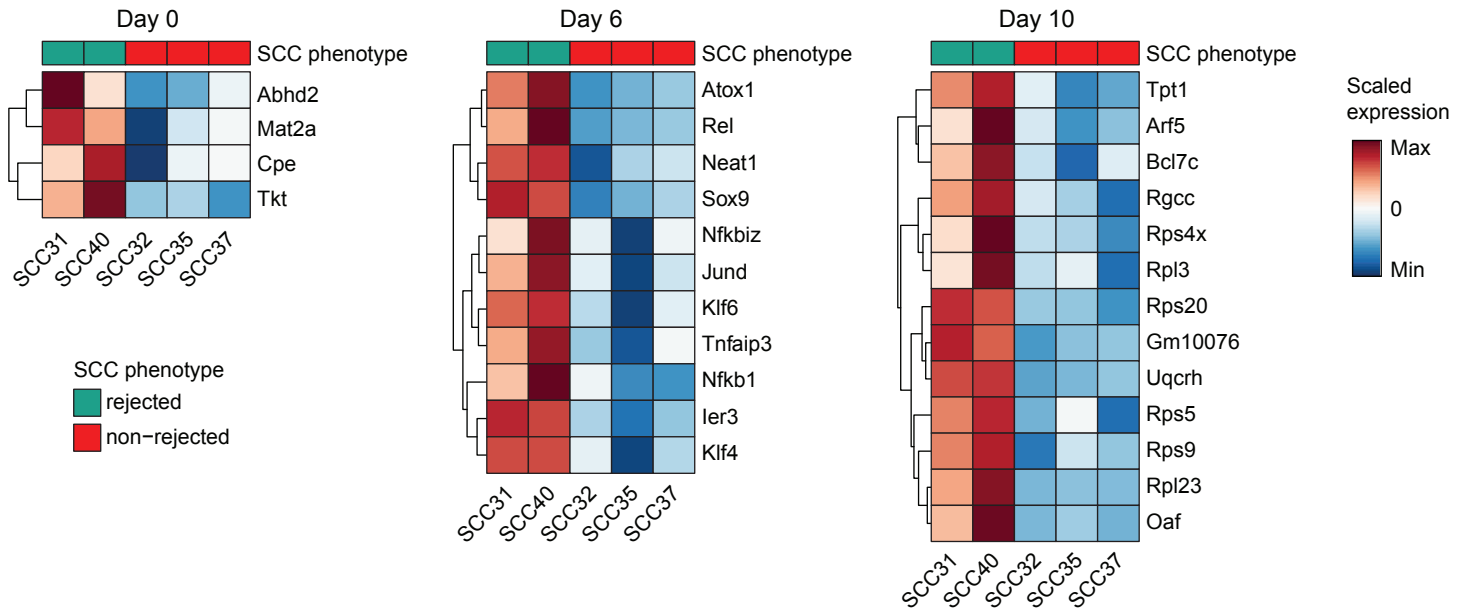 Day 0
SCC phenotype
Abhd2
Mat2a
Cpe
Tkt
SCC31
SCC40
SCC32
SCC35
SCC37
SCC phenotype
rejected
non−rejected
Day 6
SCC phenotype
Atox1
Rel
Neat1
Sox9
Nfkbiz
Jund
Klf6
Tnfaip3
Nfkb1
Ier3
Klf4
SCC31
SCC40
SCC32
SCC35
SCC37
Day 10
SCC phenotype
Tpt1
Arf5
Bcl7c
Rgcc
Rps4x
Rpl3
Rps20
Gm10076
Uqcrh
Rps5
Rps9
Rpl23
Oaf
SCC31
SCC40
SCC32
SCC35
SCC37
Scaled
expression
Max
0
Min